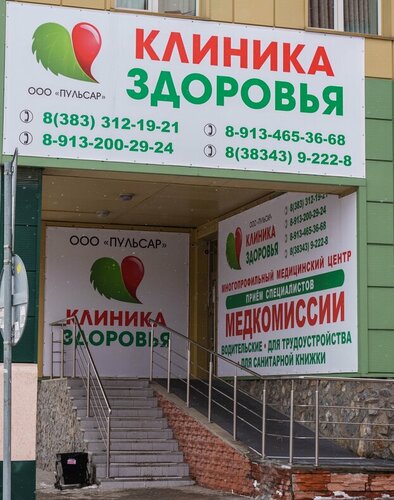 КЛИНИКА
ЗДОРОВЬЯ
ООО «ПУЛЬСАР»
8(383) 312-19-21
8-913-200-29-24
8-913-465-36-68
8(38343) 9-222-8
ООО «ПУЛЬСАР»
КЛИНИКА
ЗДОРОВЬЯ
ООО «ПУЛЬСАР»
КЛИНИКА
ЗДОРОВЬЯ
8(383) 312-19-21
8-913-200-29-24
8-913-465-36-68
8(38343) 9-222-8
МНОГОПРОФИЛЬНЫЙ МЕДИЦИНСКИЙ ЦЕНТР
ПРИЁМ СПЕЦИАЛИСТОВ
МЕДКОМИССИИ
ВОДИТЕЛЬСКИЕ • ДЛЯ ТРУДОУСТРОЙСТВА
• ДЛЯ САНИТАРНОЙ КНИЖКИ